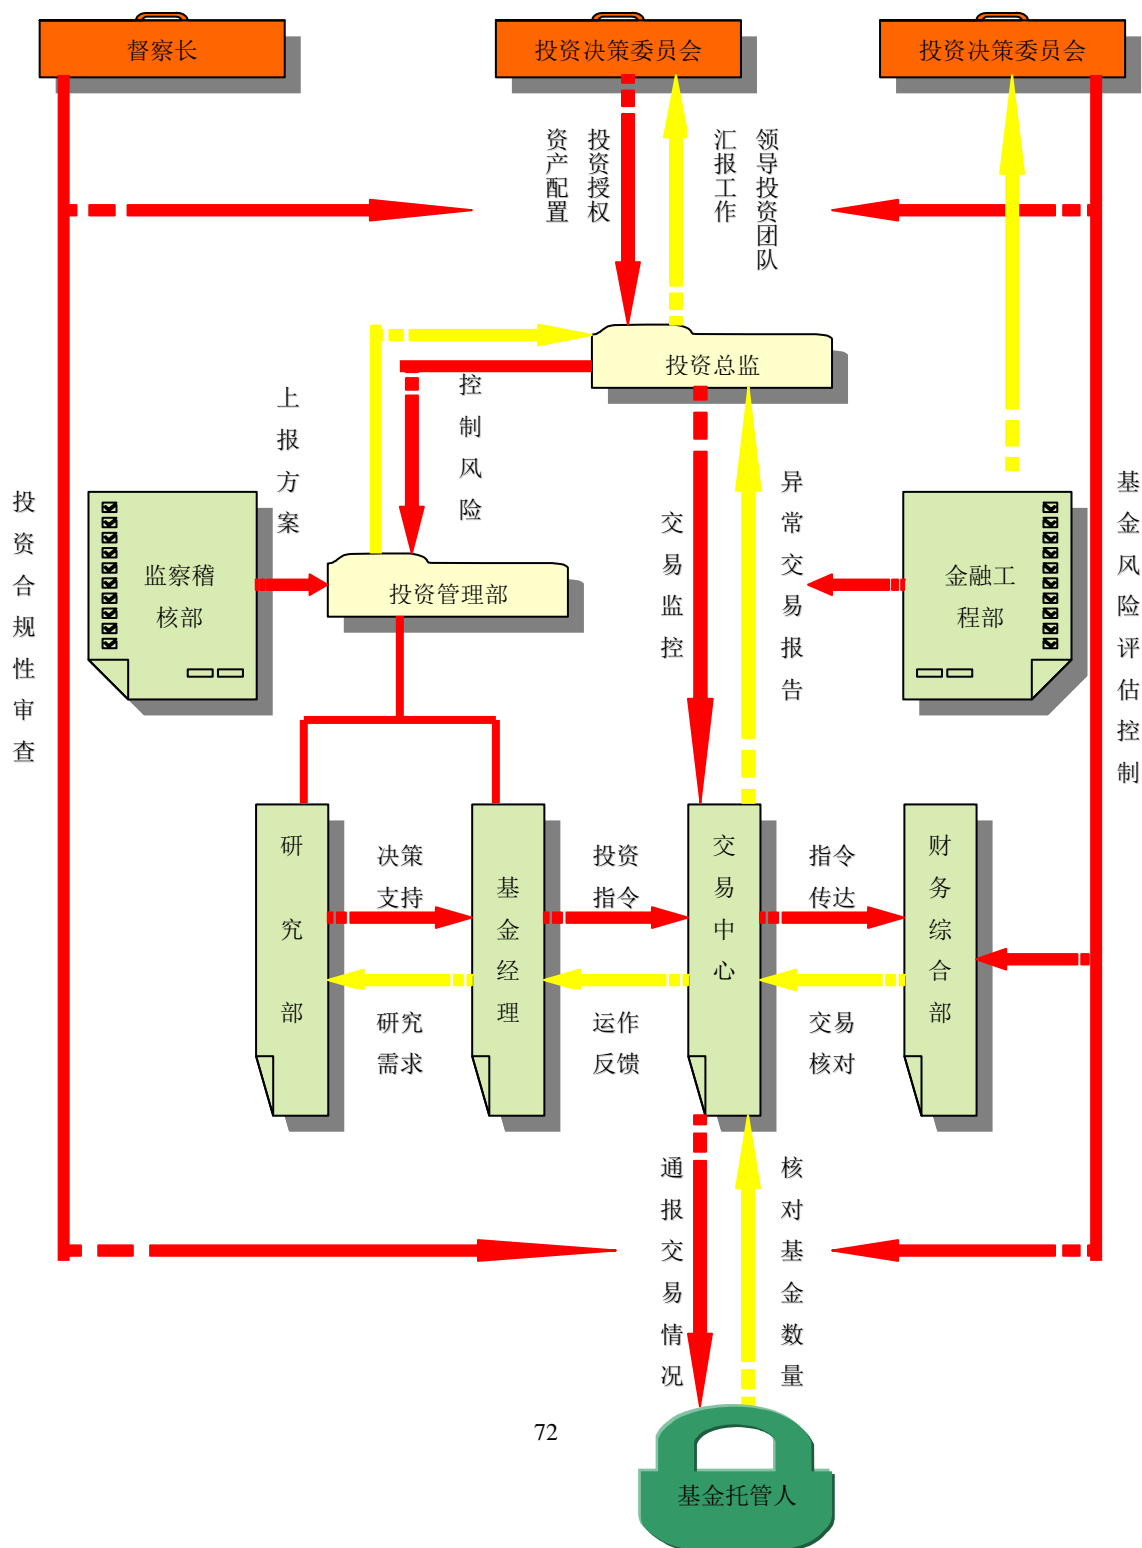 督察长
投资决策委员会
投资决策委员会
资产配置
投资授权
汇报工作
领导投资团队
投资总监
上报方案
控制风险
投资合规性审查
监察稽
核部
投资管理部
交易监控
异常交易报告
金融工
程部
基金风险评估控制
研究部
决策
支持
研究
需求
基金经理
投资
指令
运作
反馈
交易中心
指令
传达
交易
核对
财务综合部
通报交易情况
核对基金数量
72
基金托管人